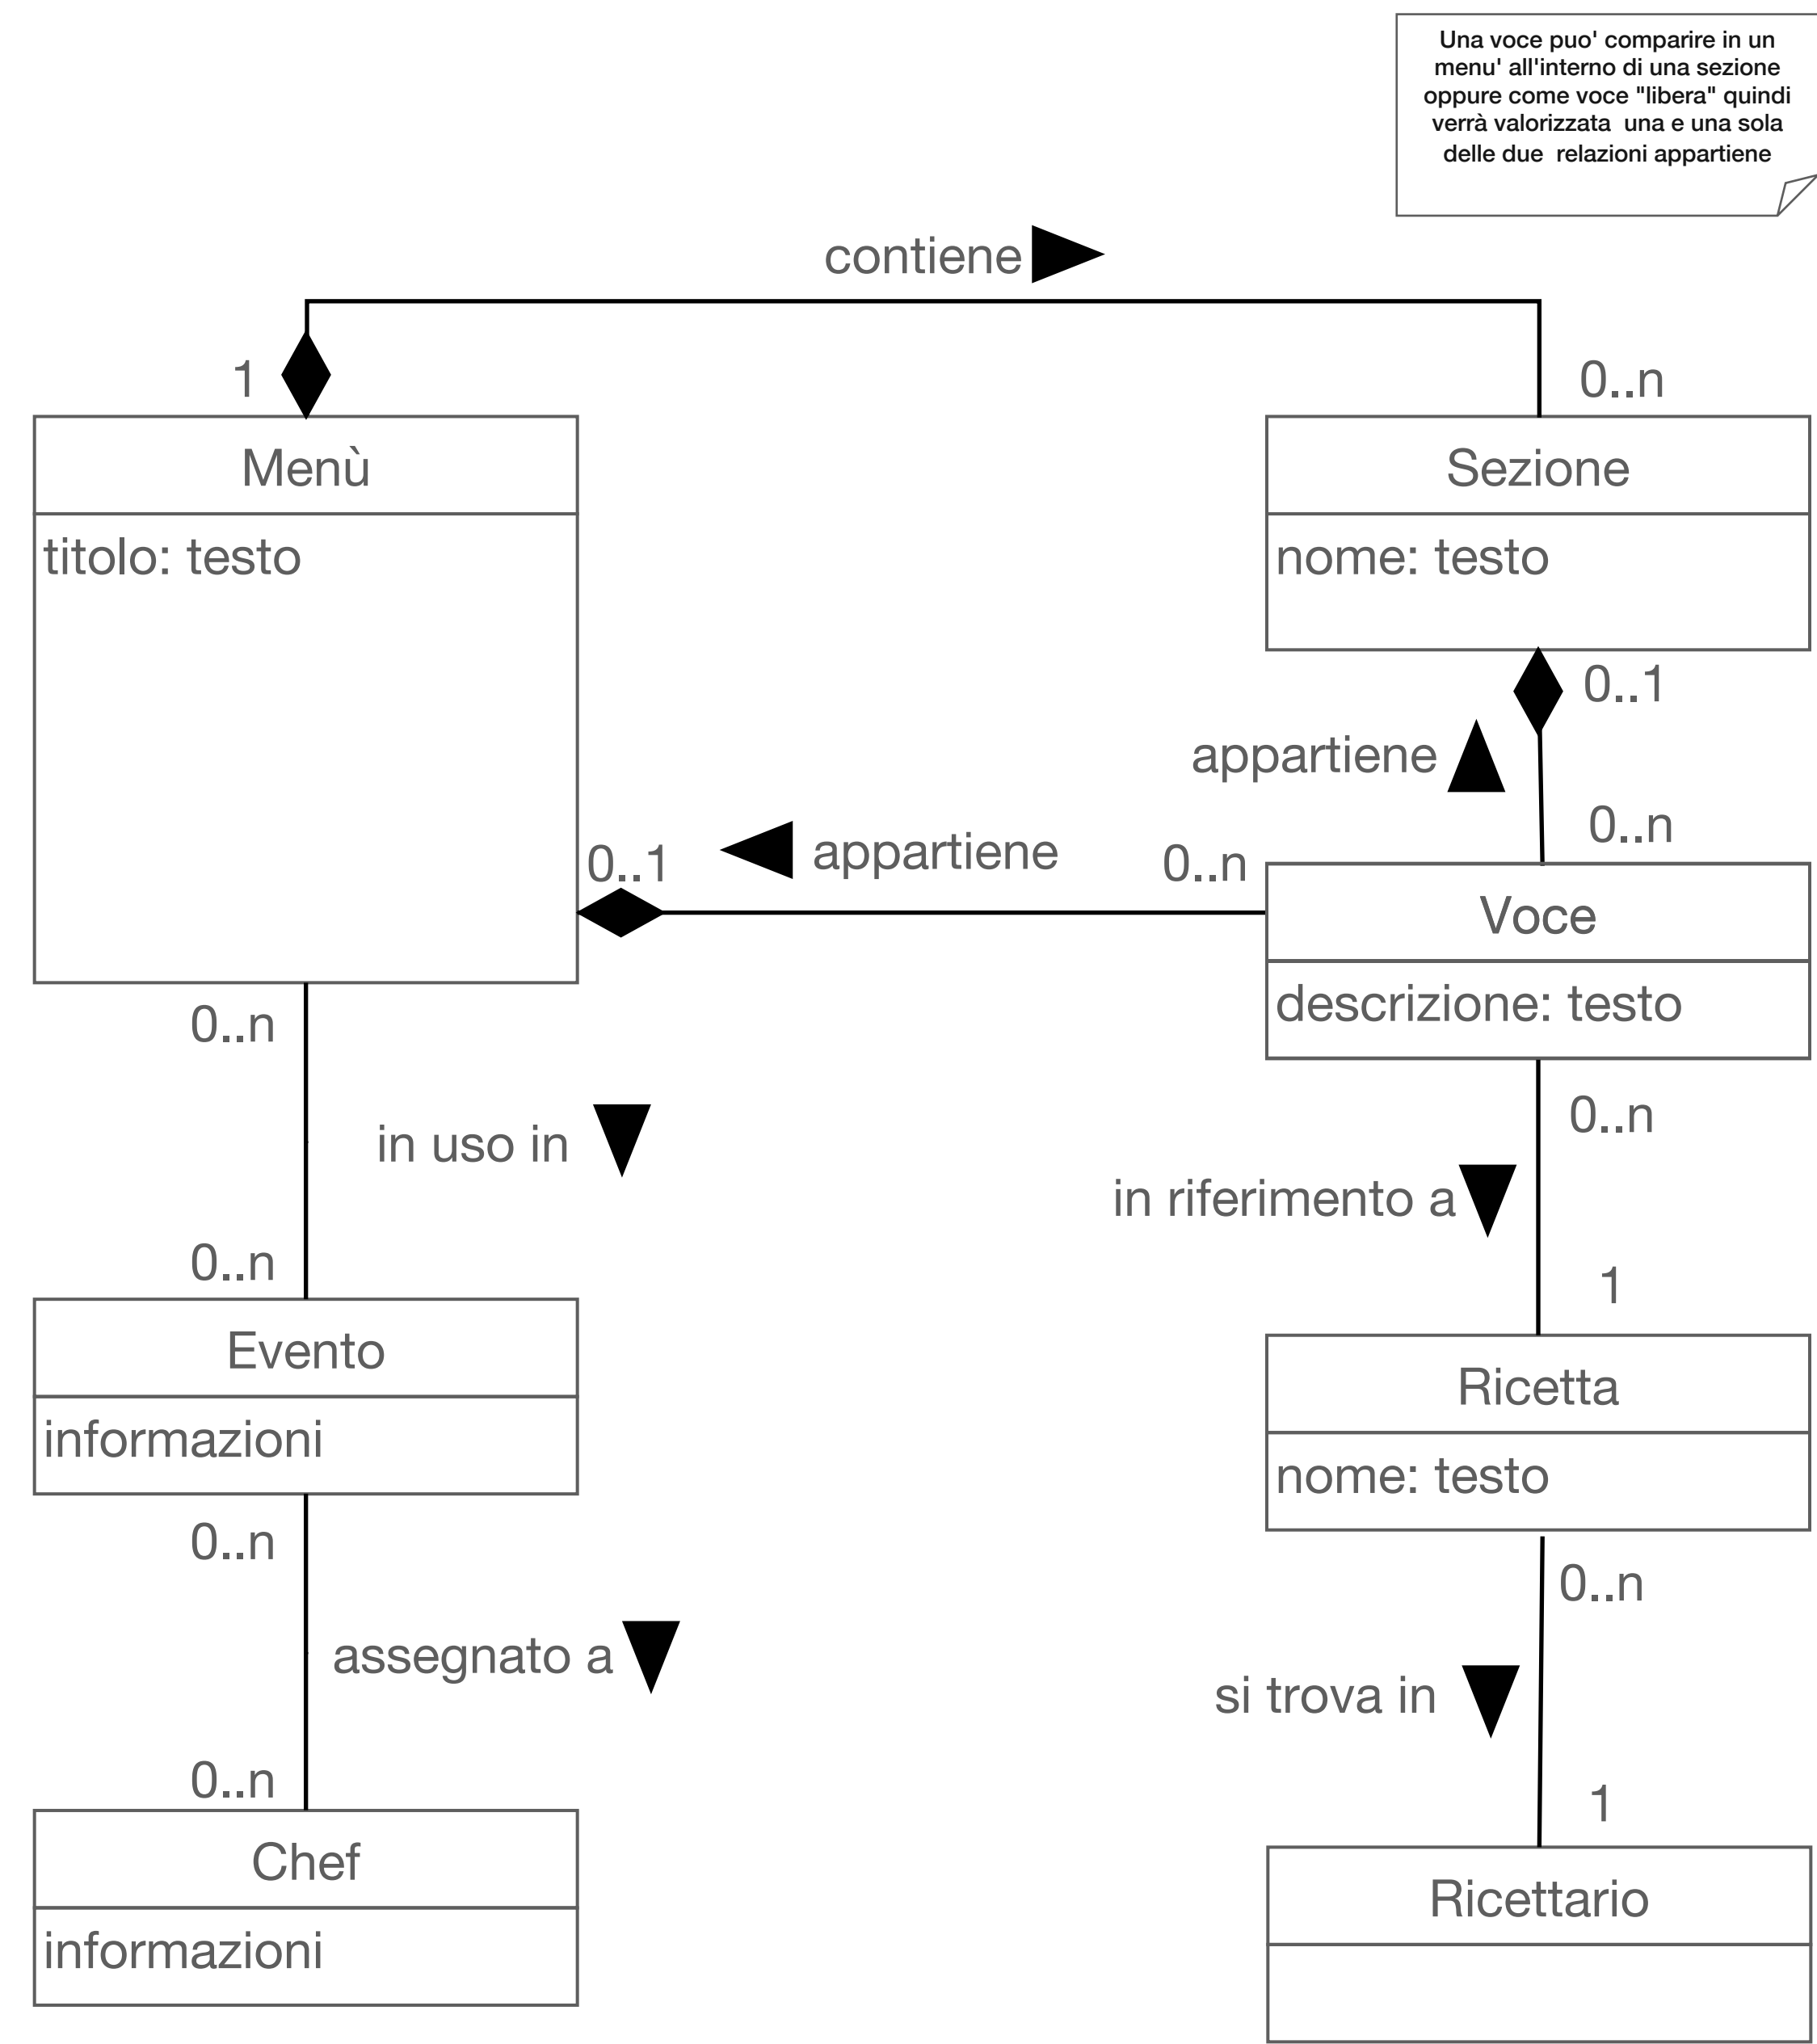 Una voce puo' comparire in un
menu' all'interno di una sezione
oppure come voce "libera" quindi
verrà valorizzata una e una sola
delle due relazioni appartiene
contiene
1
0..n
Menù
titolo: testo
Sezione
nome: testo
0..1
appartiene
0..n
0..1
appartiene
0..n
Voce
descrizione: testo
0..n
in uso in
0..n
0..n
in riferimento a
1
Evento
informazioni
Ricetta
nome: testo
0..n
assegnato a
0..n
0..n
si trova in
1
Chef
informazioni
Ricettario